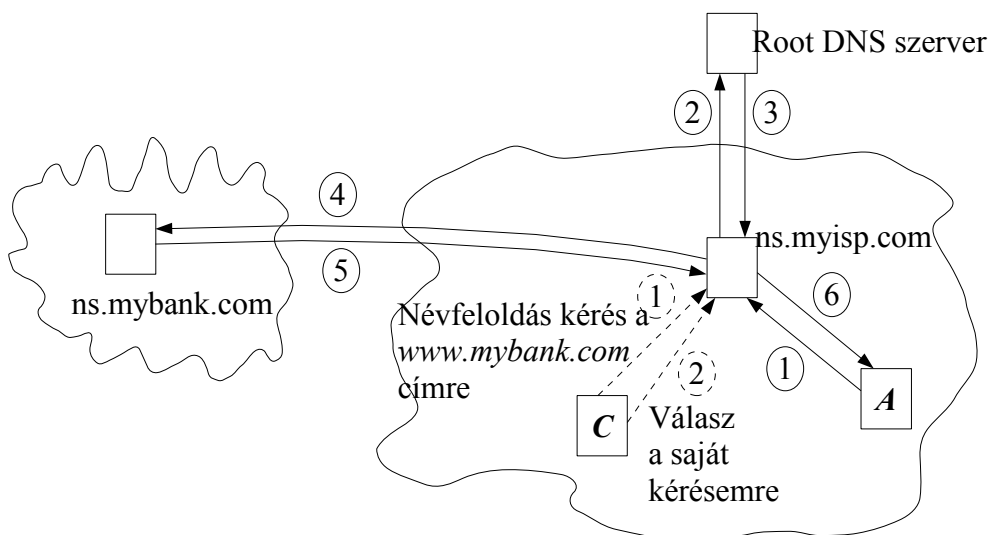 Root DNS szerver
2
3
4
ns.myisp.com
5
1
6
ns.mybank.com
Névfeloldás kérés a
www.mybank.com
címre
2
1
A
C
Válasz
a saját
kérésemre